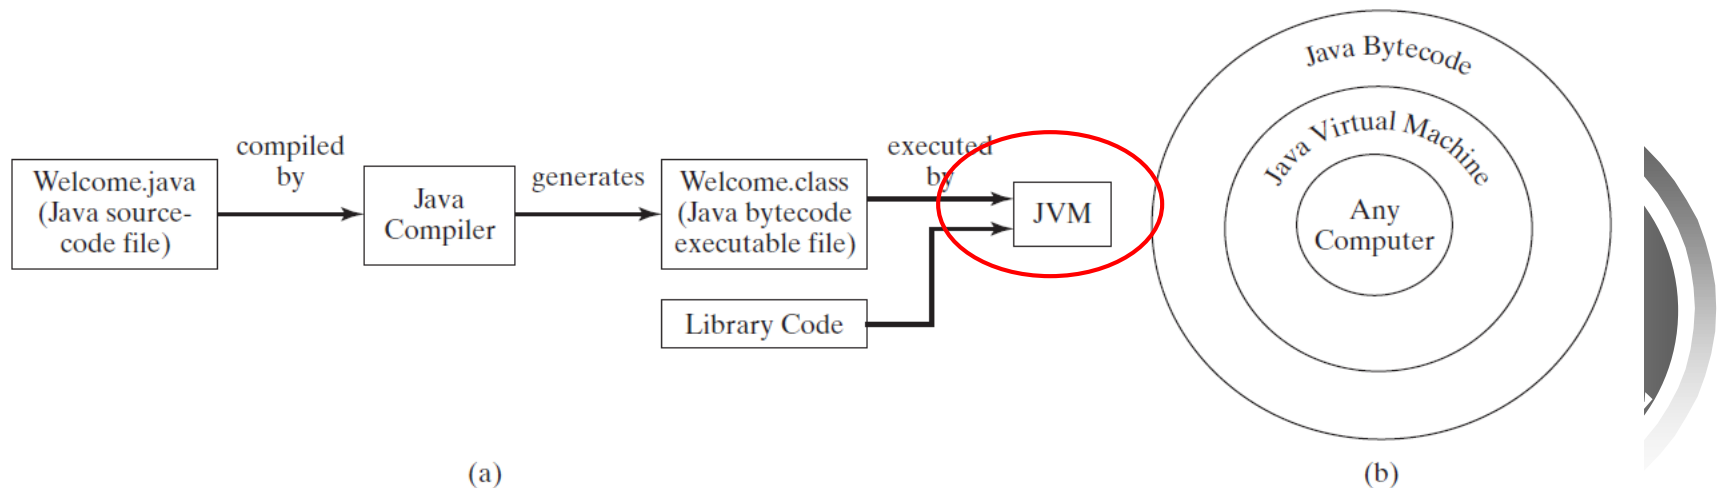 Welcome.java
(Java source-
code file)
compiled
by
Java
Compiler
generates
Welcome.class
(Java bytecode
executable file)
Library Code
executed
by
JVM
(a)
Java Bytecode
Java Virtual Machine
Any
Computer
(b)